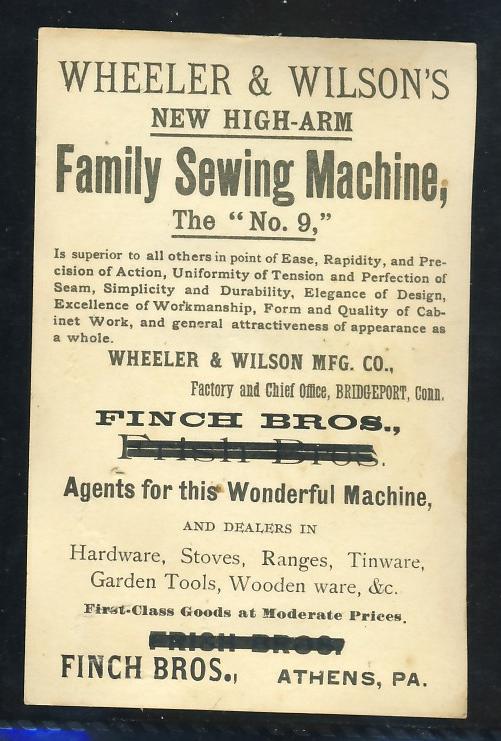 WHEELER & WILSON'S
NEW HIGH-ARM
Family Sewing Machine,
The "No. 9,"
Is superior to all others in point of Ease, Rapidity, and Pre-
cision of Action, Uniformity of Tension and Perfection of
Seam, Simplicity and Durability, Elegance of Design,
Excellence of Workmanship, Form and Quality of Cab-
inet Work, and general attractiveness of appearance as
a whole.
WHEELER & WILSON MFG. CO.,
Factory and Chief Office, BRIDGEPORT, Conn.
FINCH BROS.,
Frish Bros.
Agents for this Wonderful Machine,
AND DEALERS IN
Hardware, Stoves, Ranges, Tinware,
Garden Tools, Wooden ware, &c.
First-Class Goods at Moderate Prices.
FRISH BROS.
FINCH BROS., ATHENS, PA.